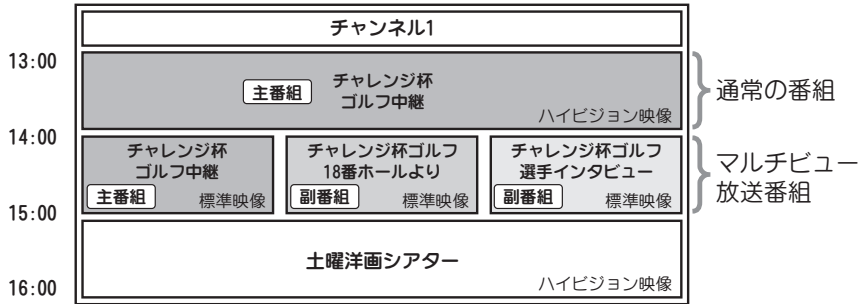 チャンネル1
13:00
主番組
チャレンジ杯
ゴルフ中継
ハイビジョン映像
通常の番組
14:00
チャレンジ杯
ゴルフ中継
主番組
標準映像
チャレンジ杯ゴルフ
18番ホールより
副番組
標準映像
チャレンジ杯ゴルフ
選手インタビュー
副番組
標準映像
マルチビュー
放送番組
15:00
土曜洋画シアター
ハイビジョン映像
16:00